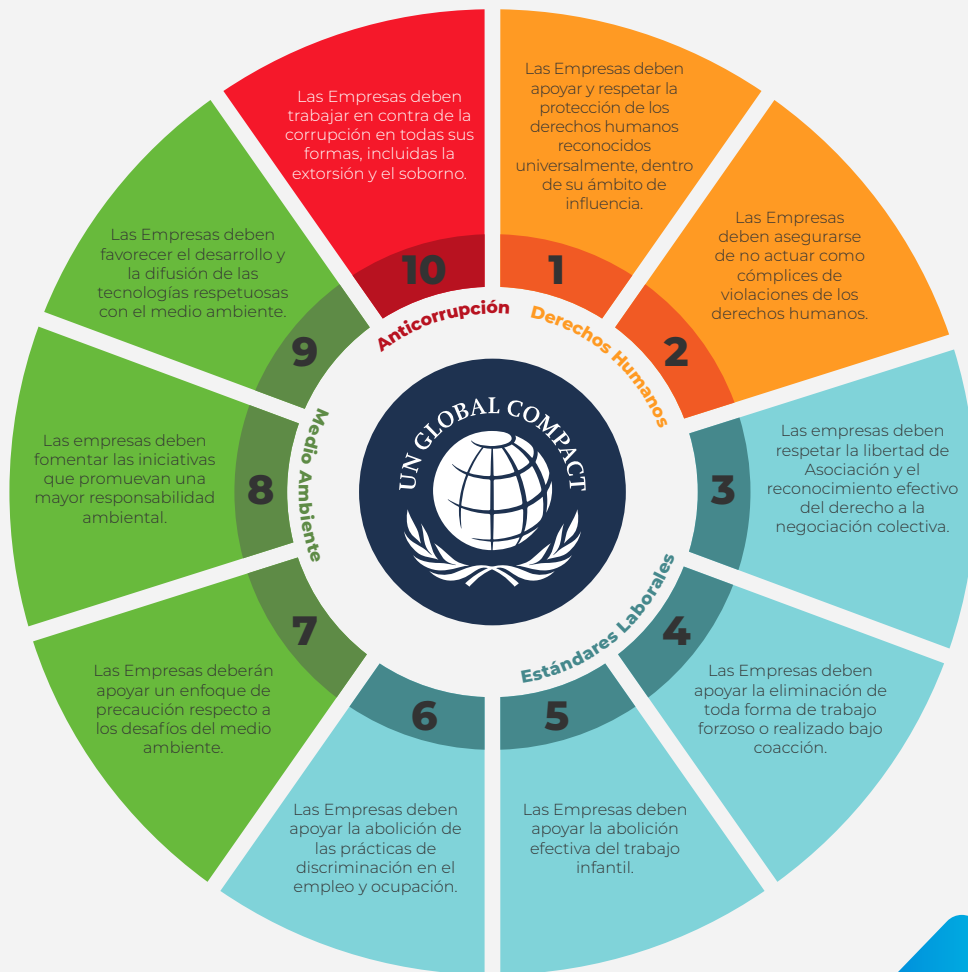 Las Empresas deben
apoyar y respetar la
protección de los
derechos humanos
reconocidos
universalmente, dentro
de su ámbito de
influencia.
1
Las Empresas
deben asegurarse
de no actuar como
cómplices de
violaciones de los
derechos humanos.
2
Derechos Humanos
Las empresas deben
respetar la libertad de
Asociación y el
reconocimiento efectivo
del derecho a la
negociación colectiva.
3
Las Empresas deben
apoyar la eliminación de
toda forma de trabajo
forzoso o realizado bajo
coacción.
4
Las Empresas deben
apoyar la abolición
efectiva del trabajo
infantil.
5
Las Empresas deben
apoyar la abolición de
las prácticas de
discriminación en el
empleo y ocupación.
6
Estándares Laborales
Las Empresas deberán
apoyar un enfoque de
precaución respecto a
los desafíos del medio
ambiente.
7
Las empresas deben
fomentar las iniciativas
que promuevan una
mayor responsabilidad
ambiental.
8
Las Empresas deben
favorecer el desarrollo y
la difusión de las
tecnologías respetuosas
con el medio ambiente.
9
Medio Ambiente
Las Empresas deben
trabajar en contra de la
corrupción en todas sus
formas, incluidas la
extorsión y el soborno.
10
Anticorrupción
UN GLOBAL COMPACT